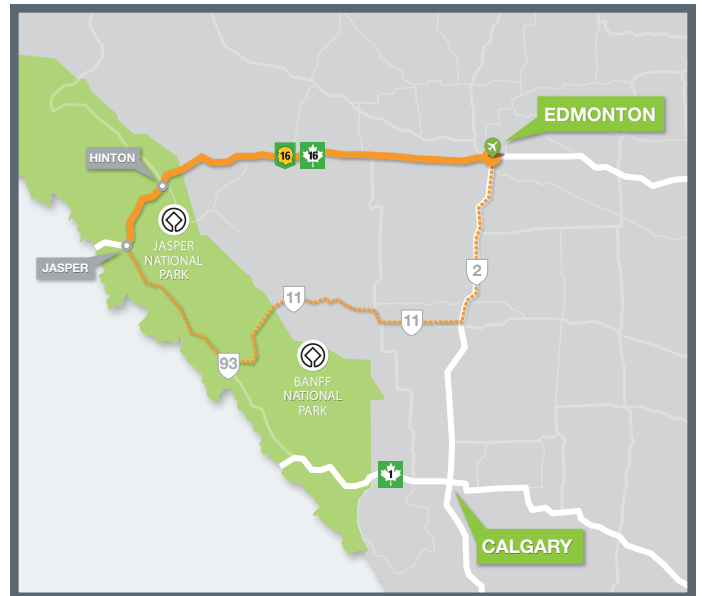 EDMONTON
16
16
HINTON
JASPER
NATIONAL
PARK
JASPER
2
11
11
93
BANFF
NATIONAL
PARK
1
CALGARY